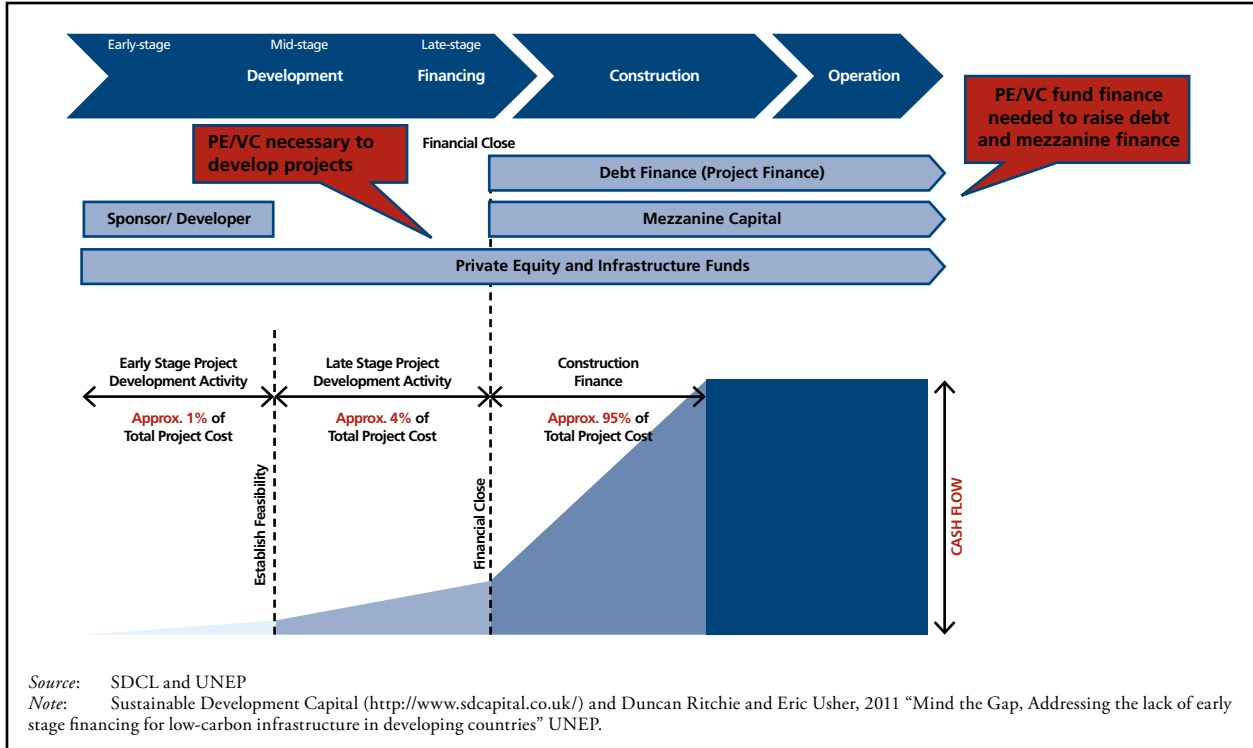 Early-stage
Mid-stage
Late-stage
Development
Financing
Construction
Operation
PE/VC necessary to
develop projects
Financial Close
PE/VC fund finance
needed to raise debt
and mezzanine finance
Debt Finance (Project Finance)
Sponsor/ Developer
Mezzanine Capital
Private Equity and Infrastructure Funds
Early Stage Project
Development Activity
Late Stage Project
Development Activity
Construction
Finance
Approx. 1% of
Total Project Cost
Approx. 4% of
Total Project Cost
Approx. 95% of
Total Project Cost
Establish Feasibility
Financial Close
CASH FLOW
Source: SDCL and UNEP
Note: Sustainable Development Capital (http://www.sdcapital.co.uk/) and Duncan Ritchie and Eric Usher, 2011 “Mind the Gap, Addressing the lack of early
stage financing for low-carbon infrastructure in developing countries” UNEP.